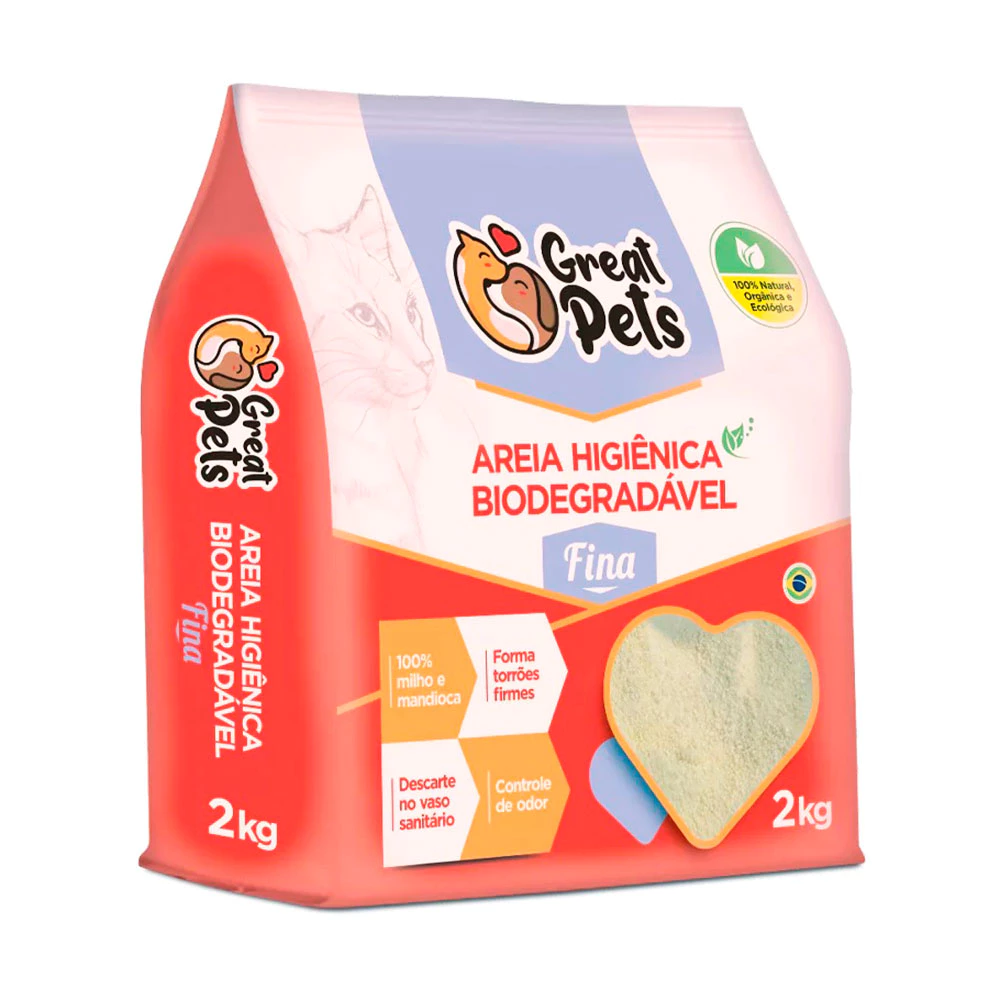 Great
Pets
100% Natural,
Orgânica e
Ecológica
AREIA HIGIÊNICA
BIODEGRADÁVEL
Fina
100%
milho e
mandioca
Forma
torrões
firmes
Descarte
no vaso
sanitário
Controle
de odor
2kg
Great
Pets
AREIA HIGIÊNICA
BIODEGRADÁVEL
Fina
2kg